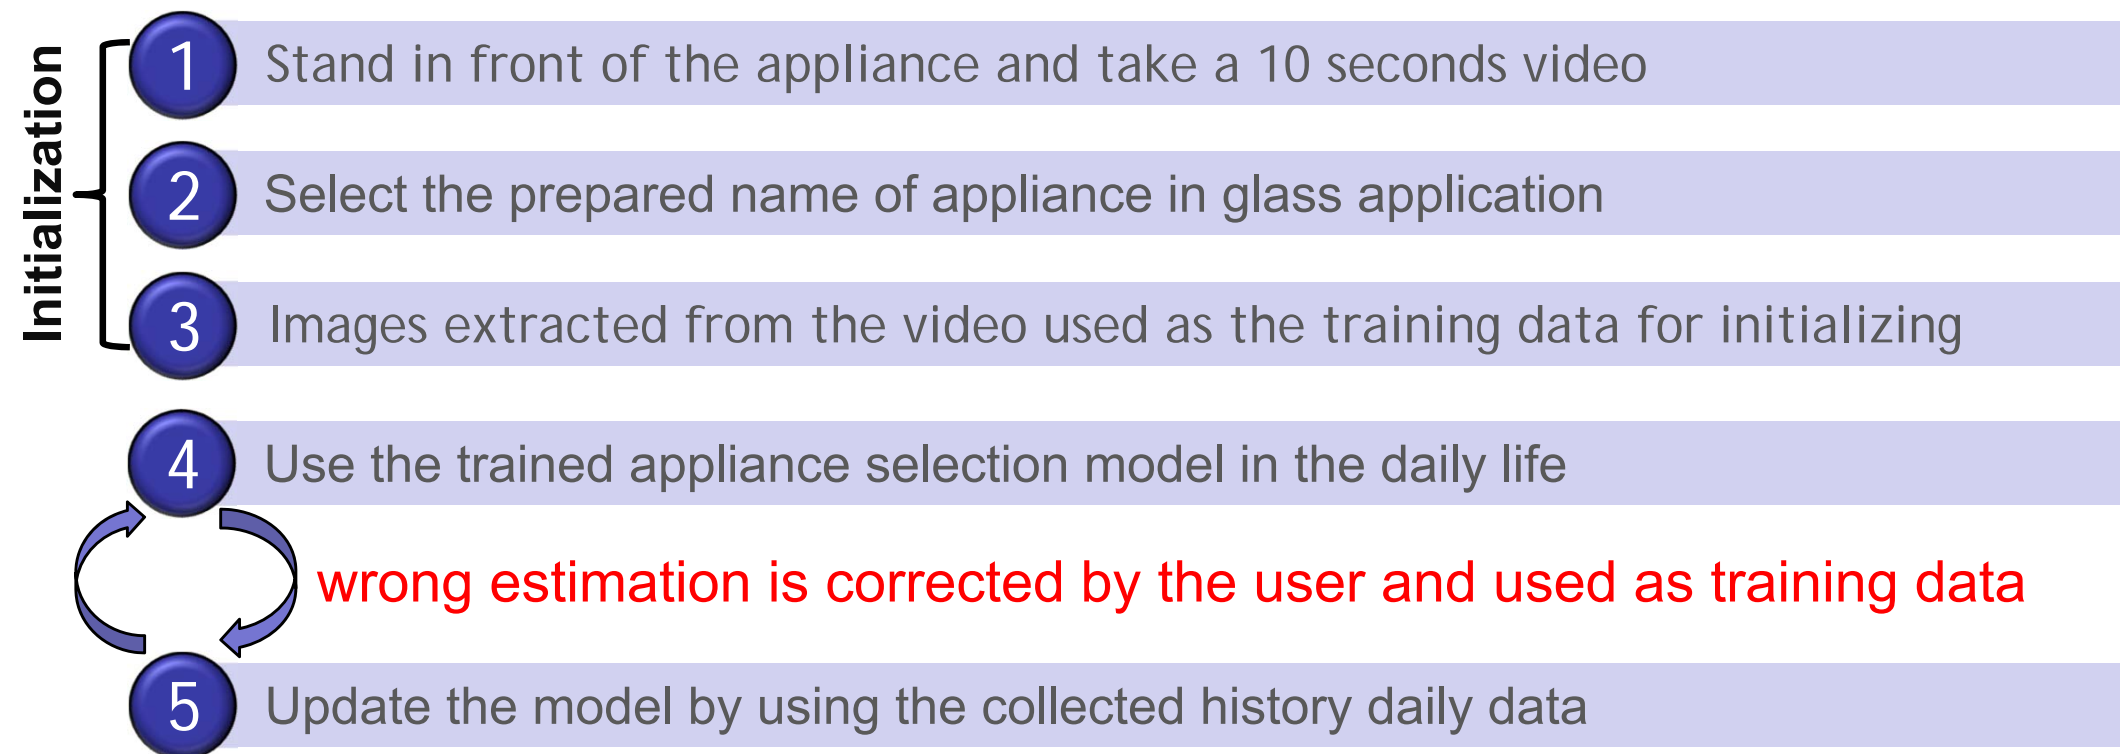 Initialization
1 Stand in front of the appliance and take a 10 seconds video
2 Select the prepared name of appliance in glass application
3 Images extracted from the video used as the training data for initializing
4 Use the trained appliance selection model in the daily life
wrong estimation is corrected by the user and used as training data
5 Update the model by using the collected history daily data